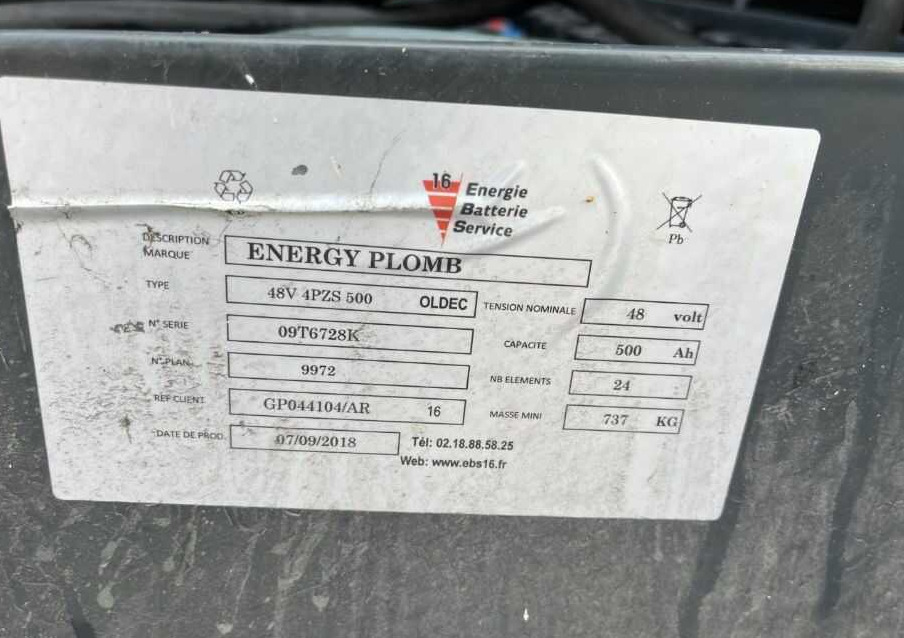 16 Energie
Batterie
Service
Pb
DESCRIPTION
MARQUE ENERGY PLOMB
TYPE 48V 4PZS 500 OLDEC
TENSION NOMINALE 48 volt
N° SERIE 09T6728K
CAPACITE 500 Ah
N° PLAN 9972
NB ELEMENTS 24
REF CLIENT GP044104/AR 16
MASSE MINI 737 KG
DATE DE PROD. 07/09/2018
Tél: 02.18.88.58.25
Web: www.ebs16.fr